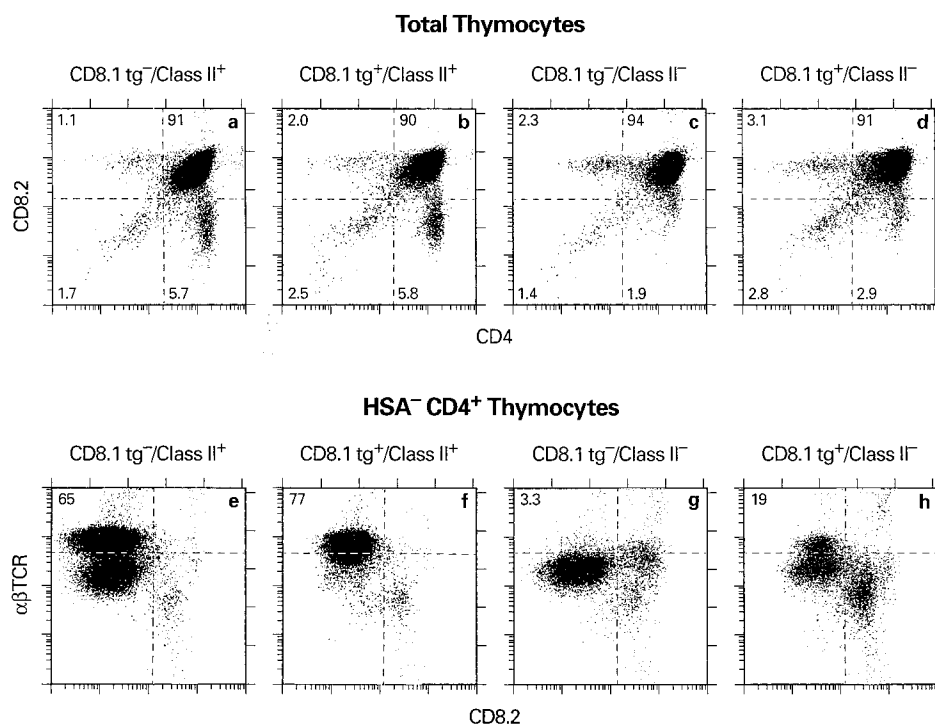 Total Thymocytes
CD8.1 tg⁻/Class II⁺ CD8.1 tg⁺/Class II⁺ CD8.1 tg⁻/Class II⁻ CD8.1 tg⁺/Class II⁻
1.1 91 a 2.0 90 b 2.3 94 c 3.1 91 d
CD8.2
1.7 5.7 2.5 5.8 1.4 1.9 2.8 2.9
CD4
HSA⁻ CD4⁺ Thymocytes
CD8.1 tg⁻/Class II⁺ CD8.1 tg⁺/Class II⁺ CD8.1 tg⁻/Class II⁻ CD8.1 tg⁺/Class II⁻
65 e 77 f 3.3 g 19 h
αβTCR
CD8.2